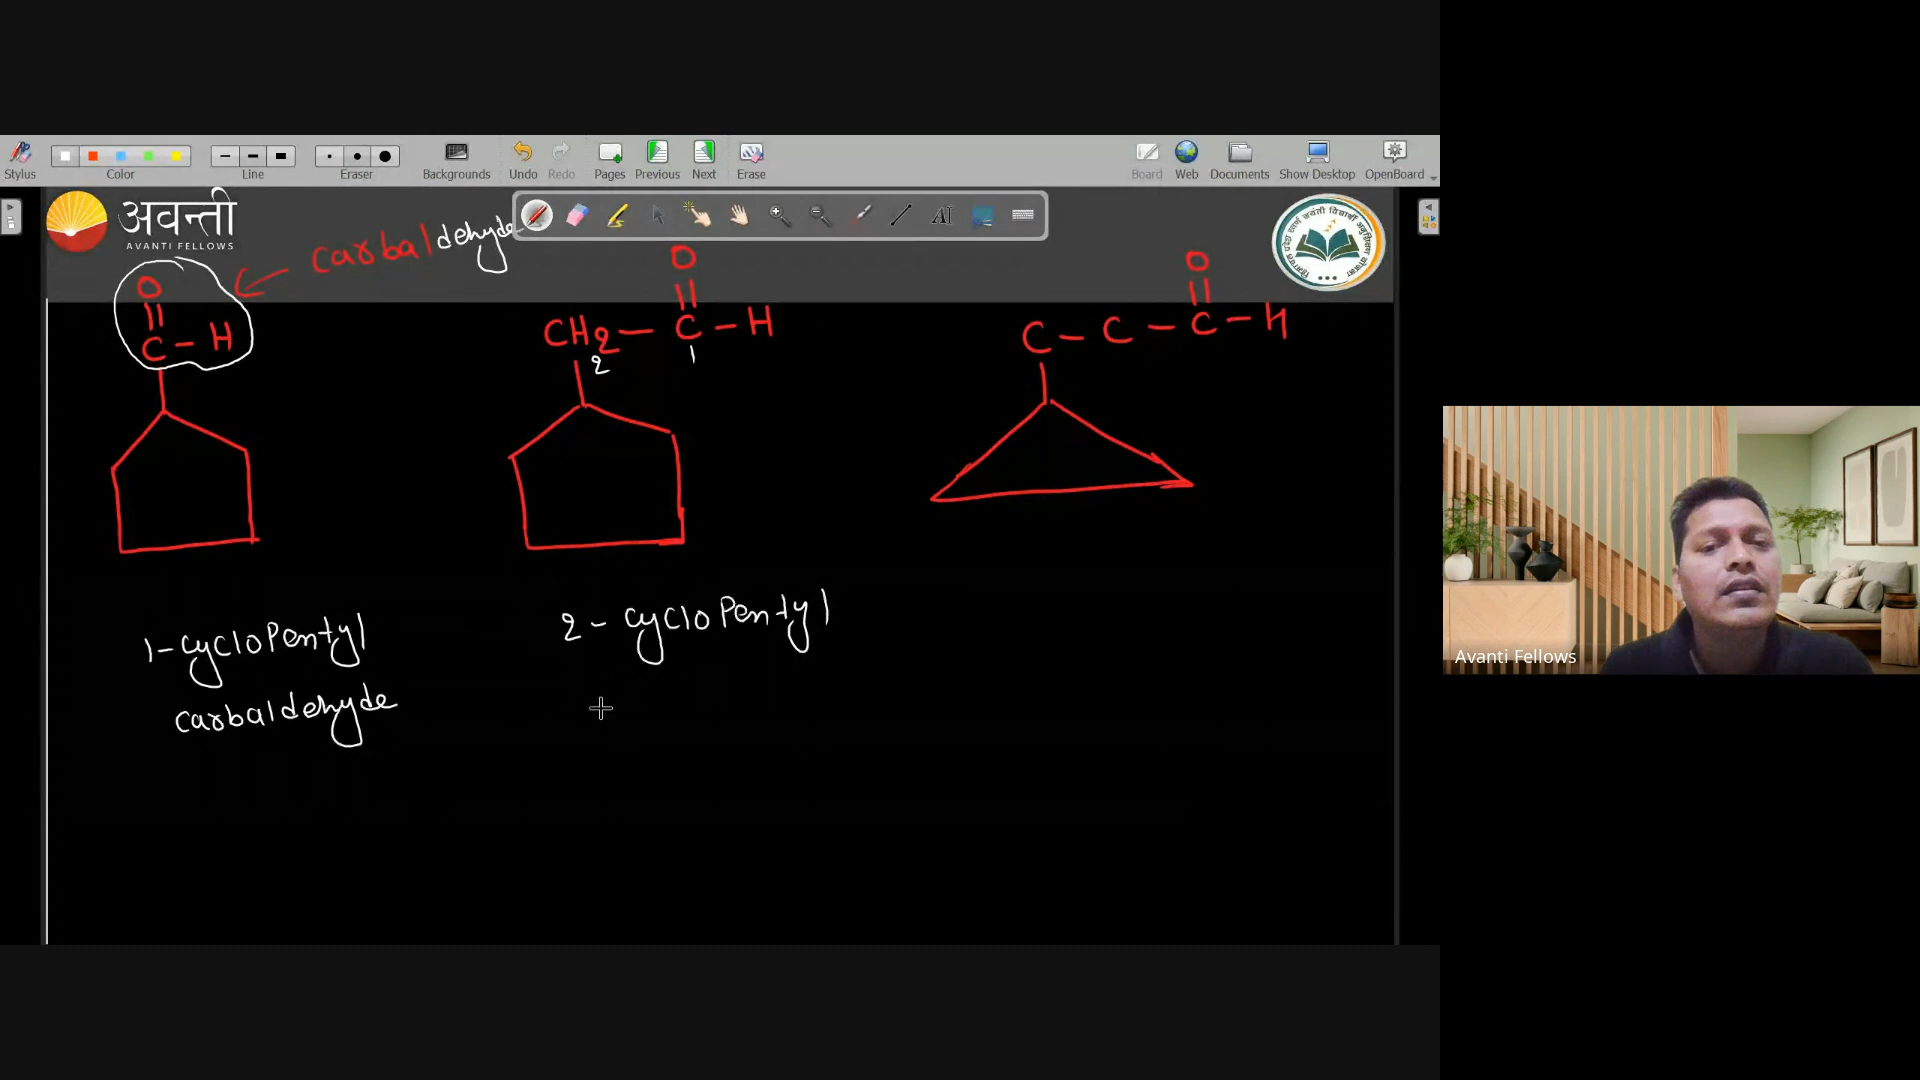 Stylus
Color
Line
Eraser
Backgrounds
Undo
Redo
Pages
Previous
Next
Erase
Board
Web
Documents
Show Desktop
OpenBoard
अवन्ती
AVANTI FELLOWS
carbaldehyde
O
C - H
O
CH2 - C - H
2 1
O
C - C - C - H
1-cyclopentyl
carbaldehyde
2 - cyclopentyl
Avanti Fellows